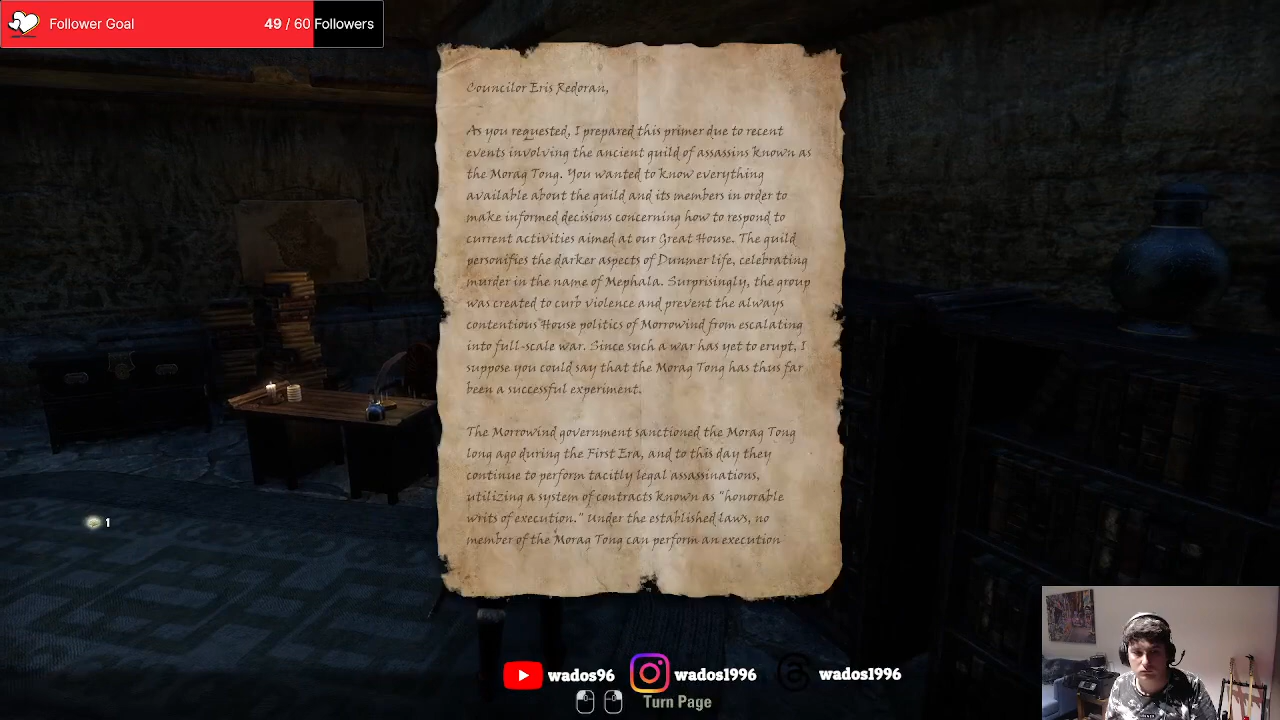 Follower Goal
49 / 60 Followers
Councilor Eris Redoran,
As you requested, I prepared this primer due to recent
events involving the ancient guild of assassins known as
the Morag Tong. You wanted to know everything
available about the guild and its members in order to
make informed decisions concerning how to respond to
current activities aimed at our Great House. The guild
personifies the darker aspects of Dunmer life, celebrating
murder in the name of Mephala. Surprisingly, the group
was created to curb violence and prevent the always
contentious House politics of Morrowind from escalating
into full-scale war. Since such a war has yet to erupt, I
suppose you could say that the Morag Tong has thus far
been a successful experiment.
The Morrowind government sanctioned the Morag Tong
long ago during the First Era, and to this day they
continue to perform tacitly legal assassinations,
utilizing a system of contracts known as "honorable
writs of execution." Under the established laws, no
member of the Morag Tong can perform an execution
1
wados96
wados1996
wados1996
Turn Page